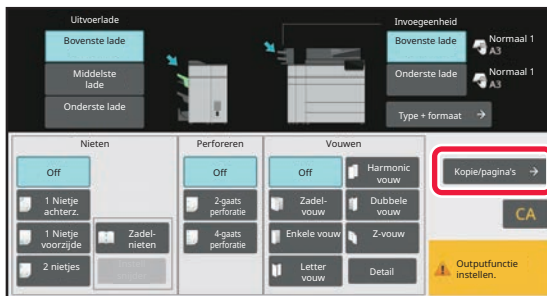 Uitvoerlade
Bovenste lade
Middelste
lade
Onderste lade
Invoegeenheid
Bovenste lade
Normaal 1
A3
Onderste lade
Normaal 1
A3
Type + formaat
Nieten
Off
1 Nietje
achterz.
1 Nietje
voorzijde
2 nietjes
Zadel-
nieten
Perforeren
Off
2-gaats
perforatie
4-gaats
perforatie
Vouwen
Off
Zadel-
vouw
Enkele vouw
Letter
vouw
Harmonic
vouw
Dubbele
vouw
Z-vouw
Detail
Kopie/pagina's
CA
Outputfunctie
instellen.